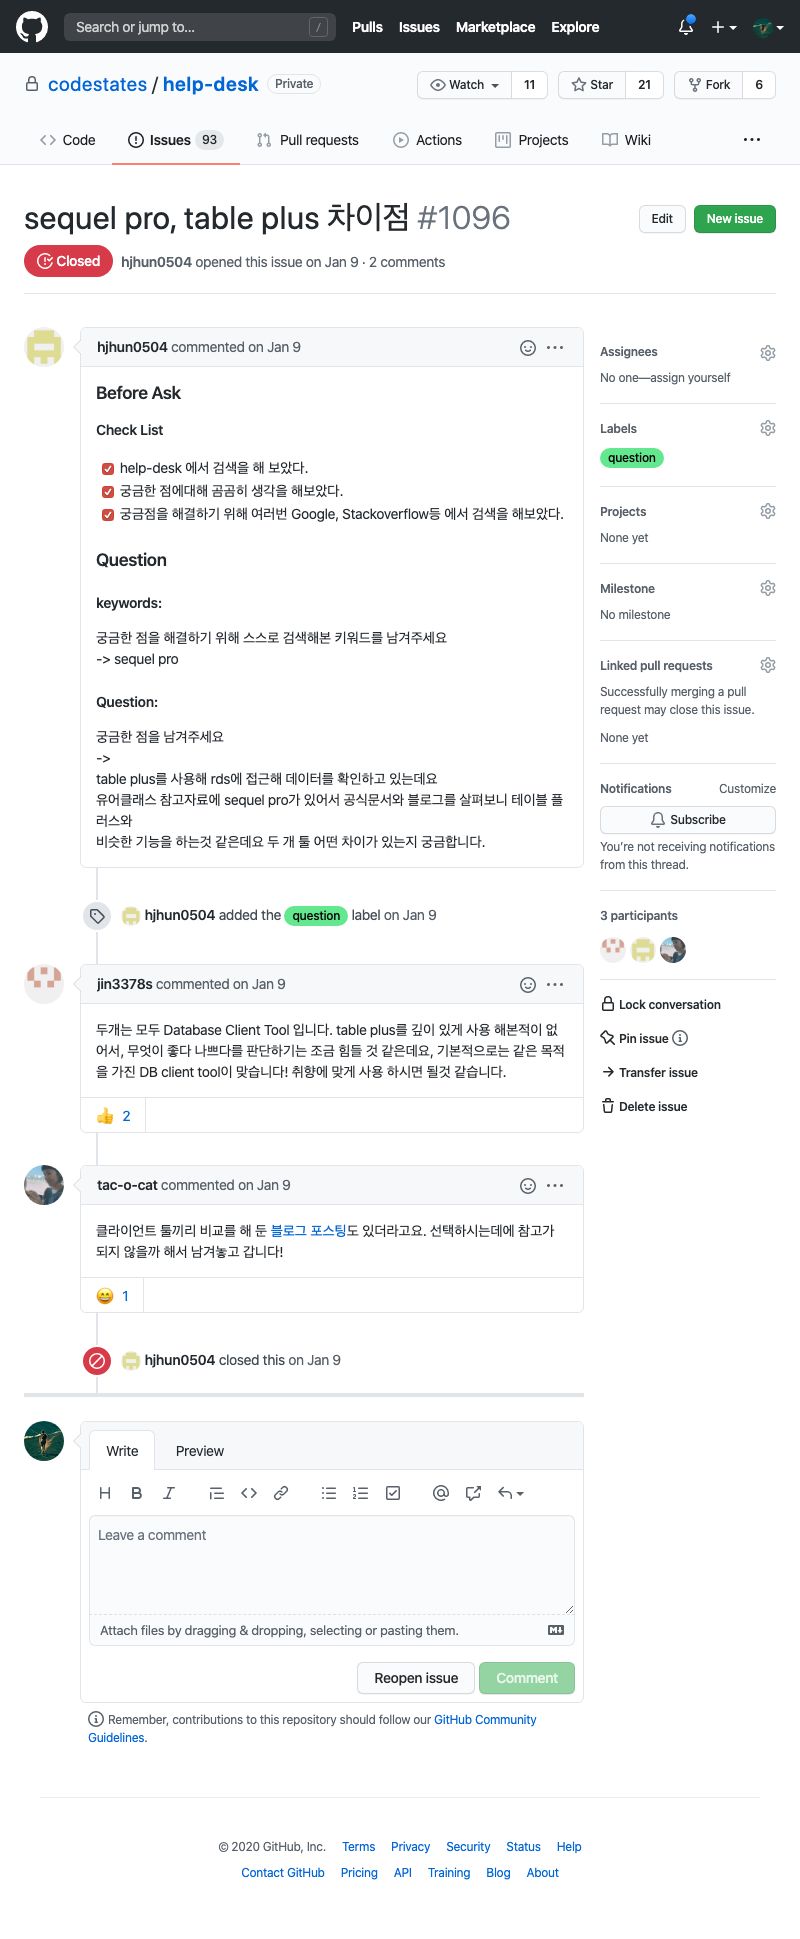 Search or jump to... /
Pulls Issues Marketplace Explore
codestates / help-desk Private
Watch 11 Star 21 Fork 6
Code Issues 93 Pull requests Actions Projects Wiki
sequel pro, table plus 차이점 #1096
Edit New issue
Closed hjhun0504 opened this issue on Jan 9 · 2 comments
hjhun0504 commented on Jan 9
Before Ask
Check List
help-desk 에서 검색을 해 보았다.
궁금한 점에대해 곰곰히 생각을 해보았다.
궁금점을 해결하기 위해 여러번 Google, Stackoverflow등 에서 검색을 해보았다.
Question
keywords:
궁금한 점을 해결하기 위해 스스로 검색해본 키워드를 남겨주세요
-> sequel pro
Question:
궁금한 점을 남겨주세요
->
table plus를 사용해 rds에 접근해 데이터를 확인하고 있는데요
유어클래스 참고자료에 sequel pro가 있어서 공식문서와 블로그를 살펴보니 테이블 플
러스와
비슷한 기능을 하는것 같은데요 두 개 툴 어떤 차이가 있는지 궁금합니다.
hjhun0504 added the question label on Jan 9
jin3378s commented on Jan 9
두개는 모두 Database Client Tool 입니다. table plus를 깊이 있게 사용 해본적이 없
어서, 무엇이 좋다 나쁘다를 판단하기는 조금 힘들 것 같은데요, 기본적으로는 같은 목적
을 가진 DB client tool이 맞습니다! 취향에 맞게 사용 하시면 될것 같습니다.
👍 2
tac-o-cat commented on Jan 9
클라이언트 툴끼리 비교를 해 둔 블로그 포스팅도 있더라고요. 선택하시는데에 참고가
되지 않을까 해서 남겨놓고 갑니다!
😄 1
hjhun0504 closed this on Jan 9
Assignees
No one—assign yourself
Labels
question
Projects
None yet
Milestone
No milestone
Linked pull requests
Successfully merging a pull
request may close this issue.
None yet
Notifications Customize
Subscribe
You're not receiving notifications
from this thread.
3 participants
Lock conversation
Pin issue
Transfer issue
Delete issue
Write Preview
Leave a comment
Attach files by dragging & dropping, selecting or pasting them.
Reopen issue Comment
Remember, contributions to this repository should follow our GitHub Community
Guidelines.
© 2020 GitHub, Inc. Terms Privacy Security Status Help
Contact GitHub Pricing API Training Blog About